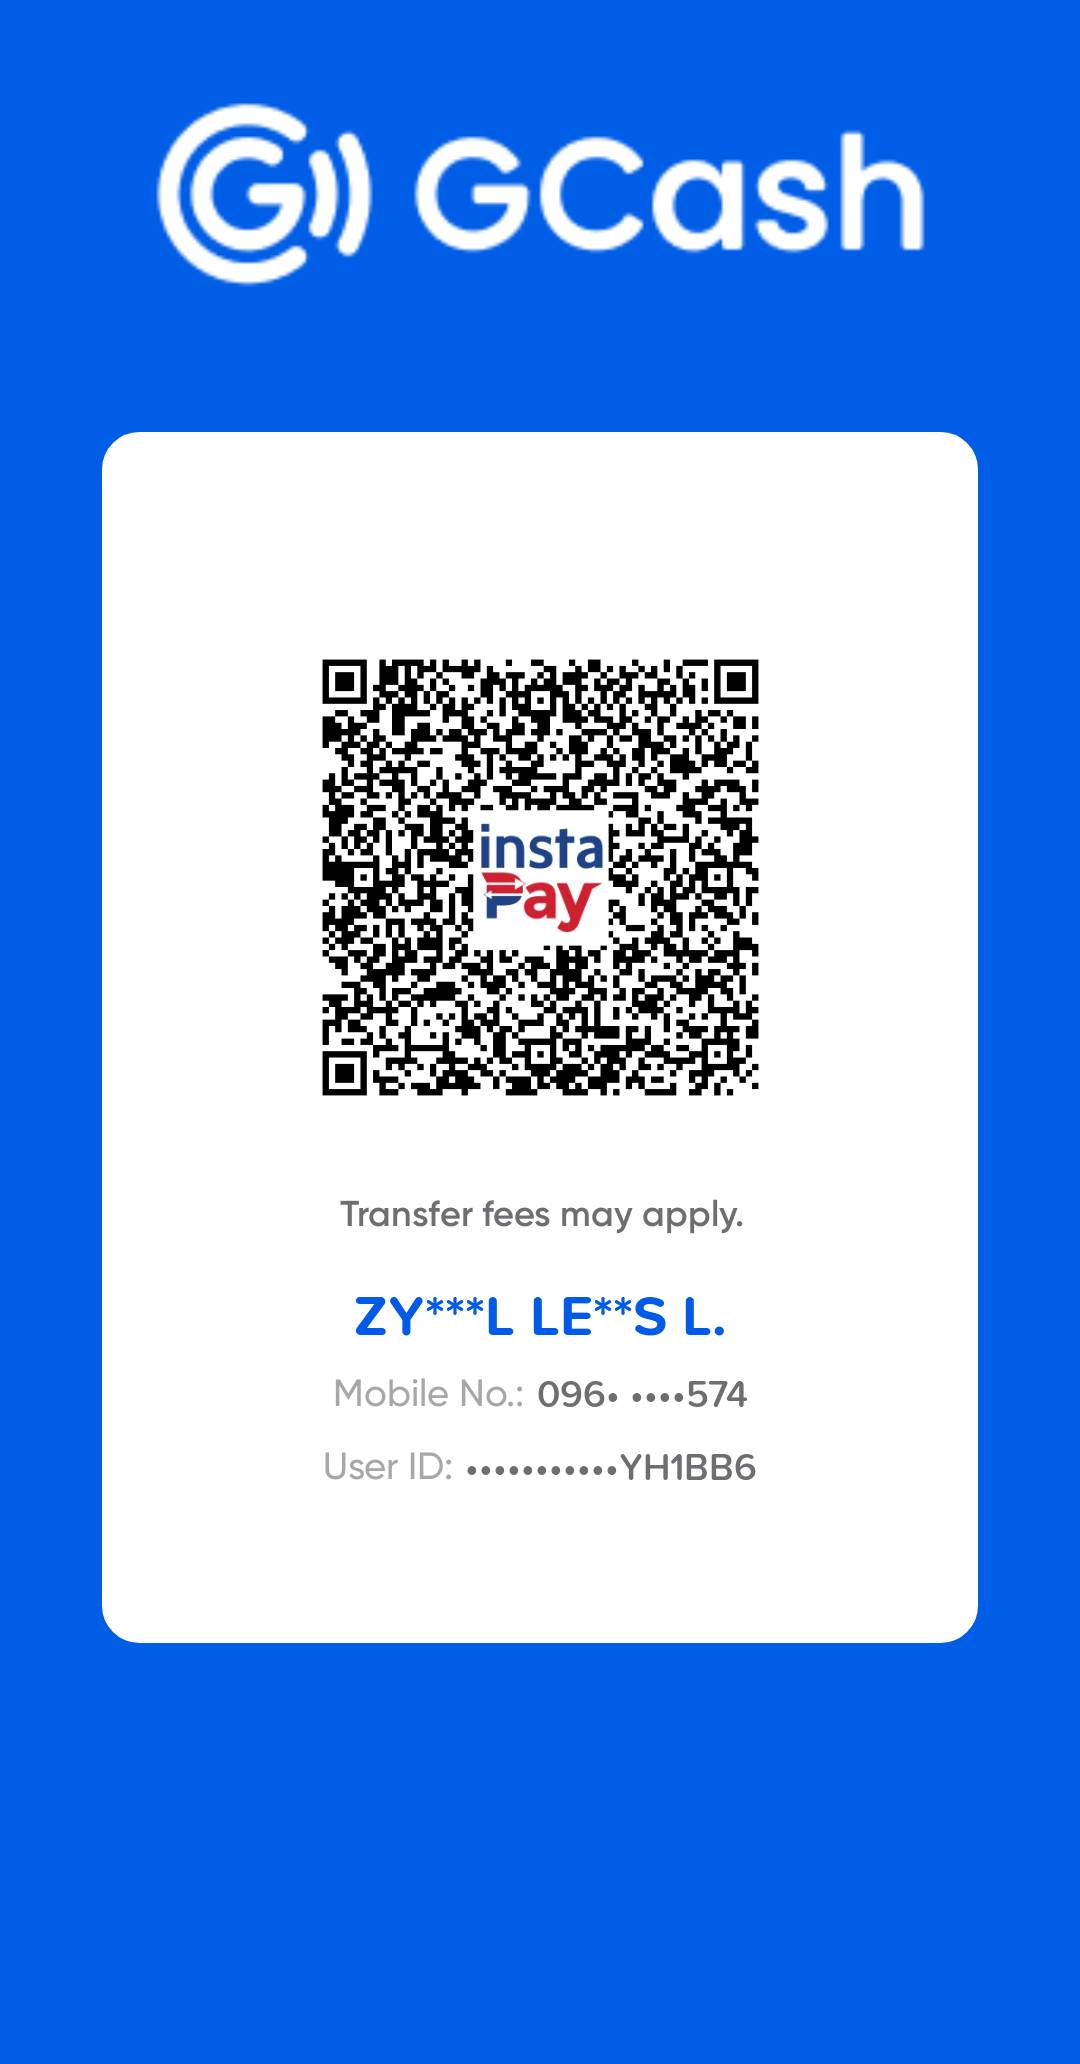 GCash
insta
Pay
Transfer fees may apply.
ZY***L LE**S L.
Mobile No.: 096• ••••574
User ID: •••••••••••YH1BB6